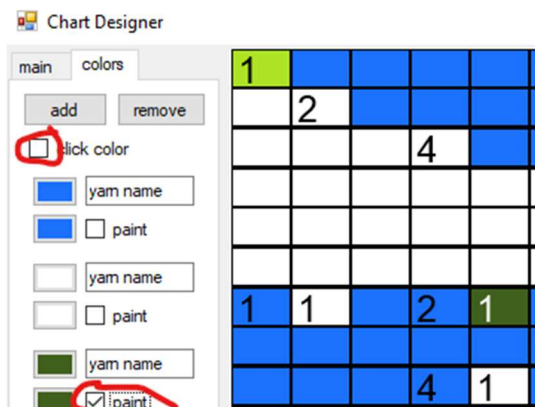 Chart Designer
main colors
add remove
click color
yarn name
paint
yarn name
paint
yarn name
paint
1
2
4
1 1 2 1
4 1